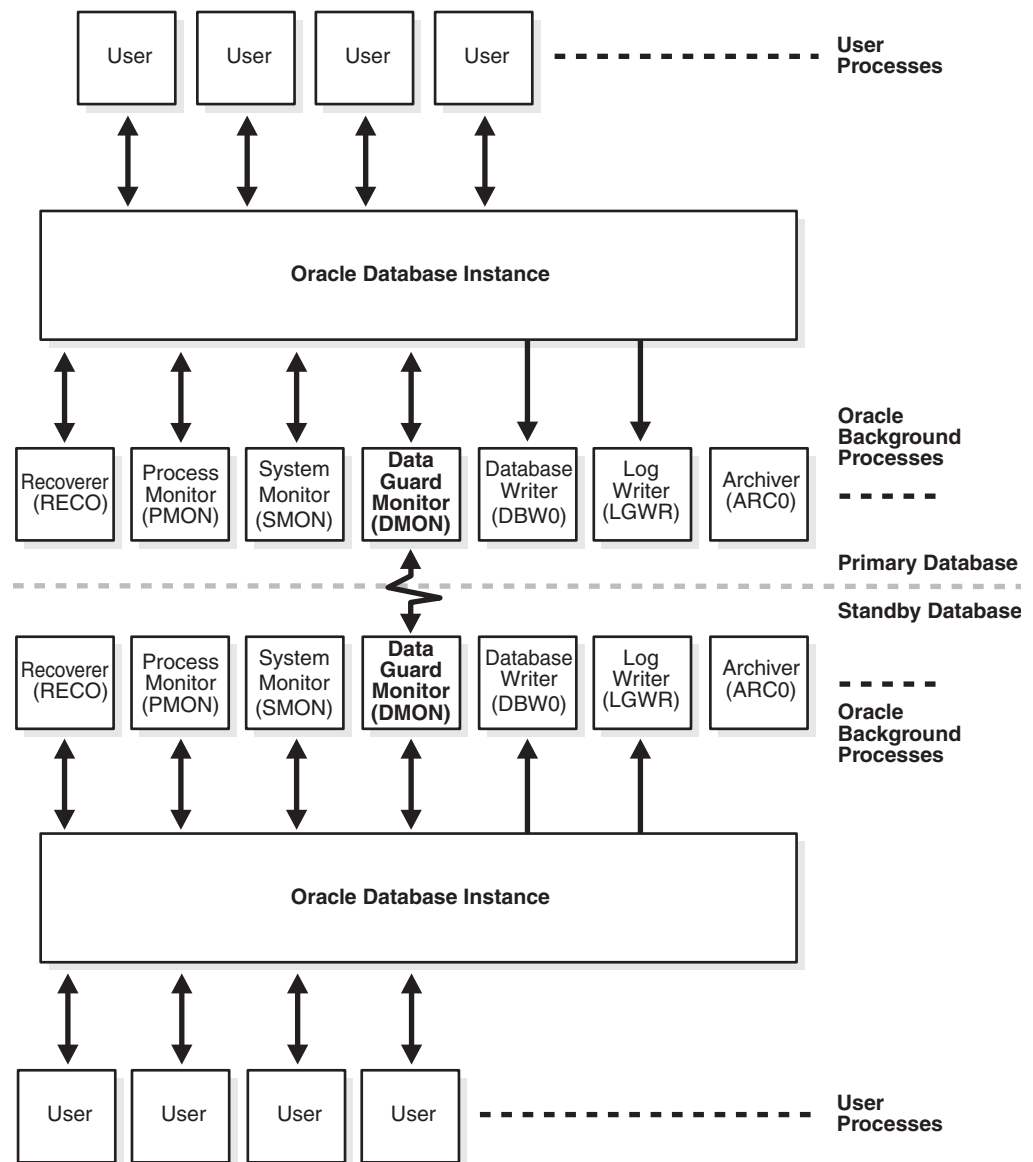 User
User
User
User
User
Processes
Oracle Database Instance
Oracle
Background
Processes
Recoverer
(RECO)
Process
Monitor
(PMON)
System
Monitor
(SMON)
Data
Guard
Monitor
(DMON)
Database
Writer
(DBW0)
Log
Writer
(LGWR)
Archiver
(ARC0)
Primary Database
Standby Database
Recoverer
(RECO)
Process
Monitor
(PMON)
System
Monitor
(SMON)
Data
Guard
Monitor
(DMON)
Database
Writer
(DBW0)
Log
Writer
(LGWR)
Archiver
(ARC0)
Oracle
Background
Processes
Oracle Database Instance
User
User
User
User
User
Processes